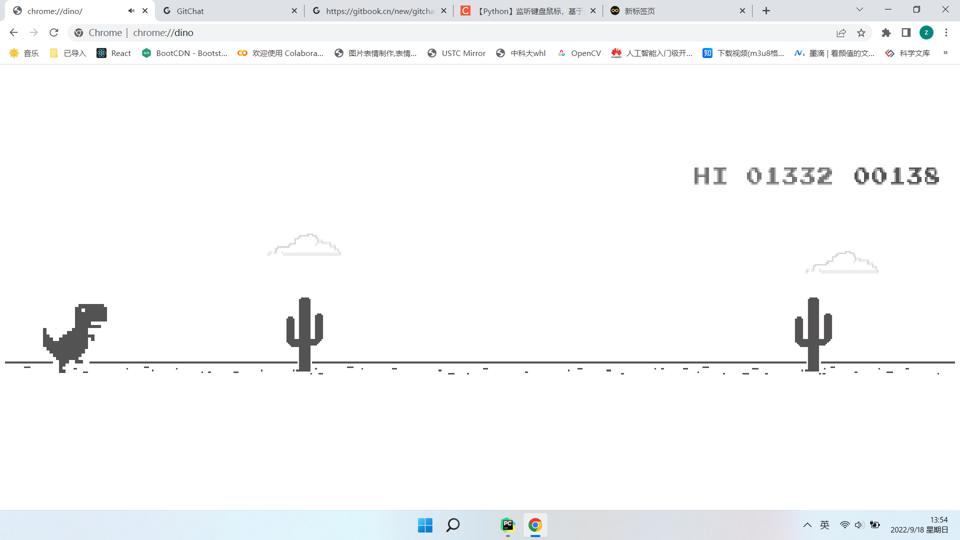 chrome://dino/
GitChat
https://gitbook.cn/new/gitcha
【Python】监听键盘鼠标，基于
新标签页
Chrome | chrome://dino
音乐
已导入
React
BootCDN - Bootst...
欢迎使用 Colabora...
图片表情制作,表情...
USTC Mirror
中科大whl
OpenCV
人工智能入门级开...
下载视频(m3u8格...
墨滴 | 看颜值的文...
科学文库
»
HI 01332 00138
英
13:54
2022/9/18 星期日